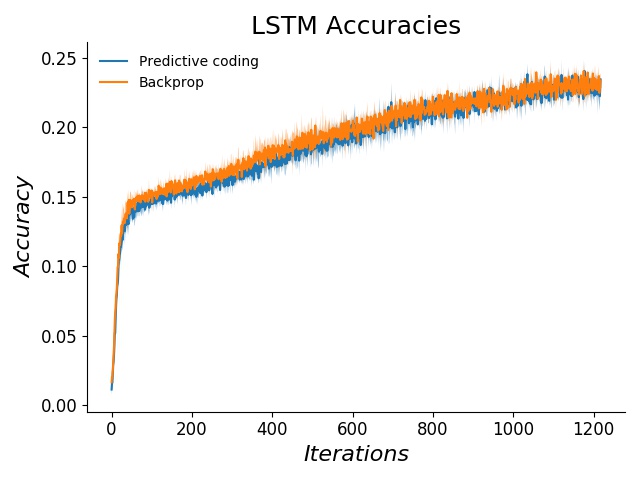 LSTM Accuracies
Predictive coding
Backprop
Accuracy
0.25
0.20
0.15
0.10
0.05
0.00
0 200 400 600 800 1000 1200
Iterations